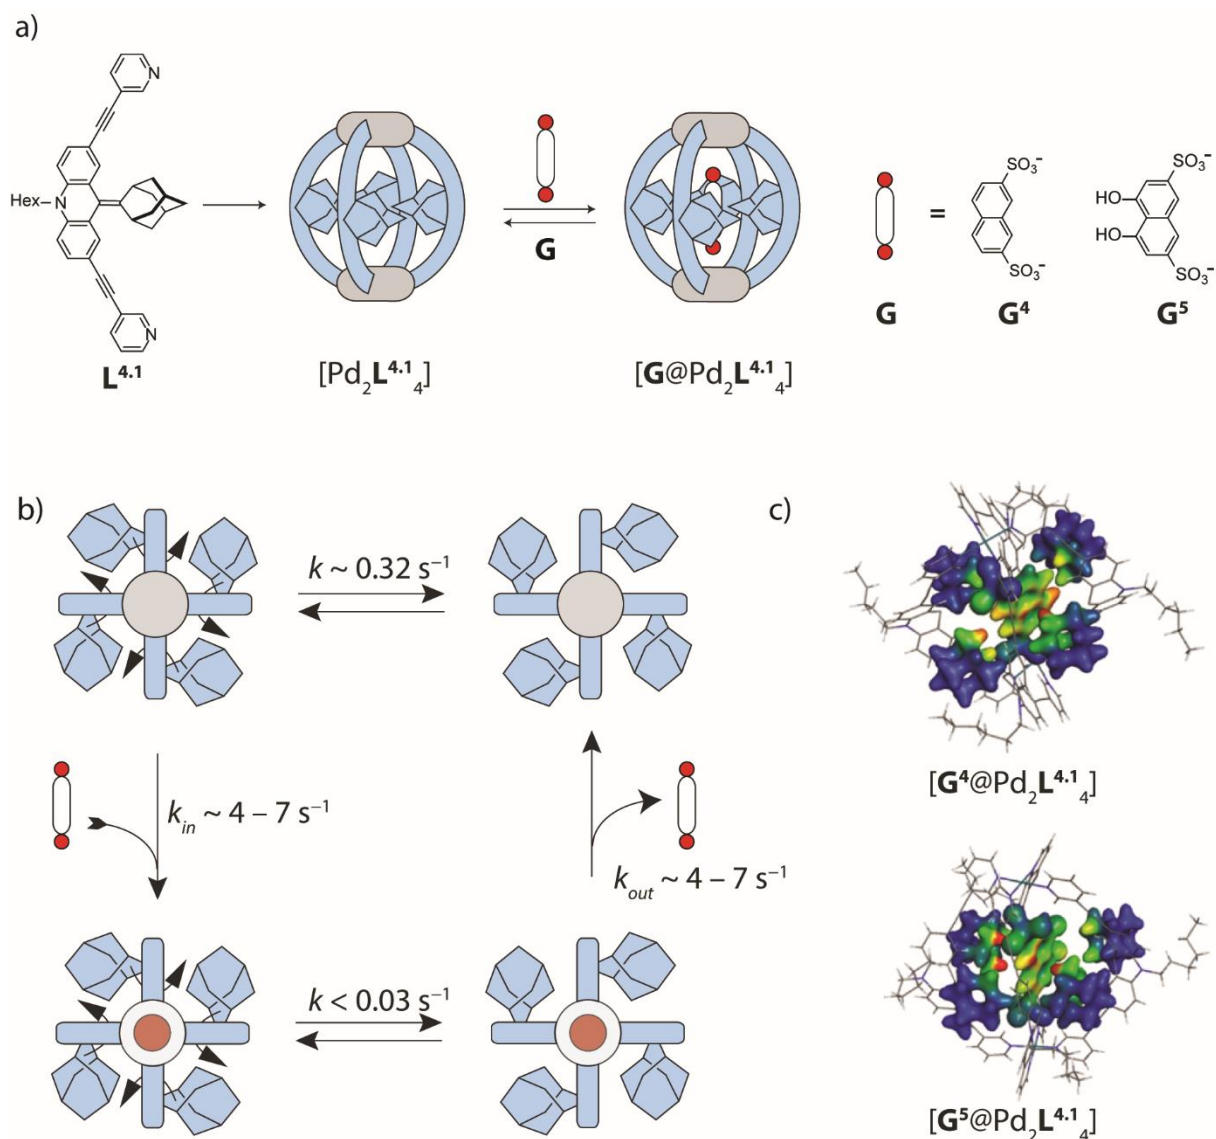 a)
N
Hex-N
N
L4.1
[Pd2L4.14]
G
[G@Pd2L4.14]
G
=
SO3−
SO3−
G4
HO
HO
SO3−
SO3−
G5
b)
k ~ 0.32 s−1
kin ~ 4 – 7 s−1
kout ~ 4 – 7 s−1
k < 0.03 s−1
c)
[G4@Pd2L4.14]
[G5@Pd2L4.14]